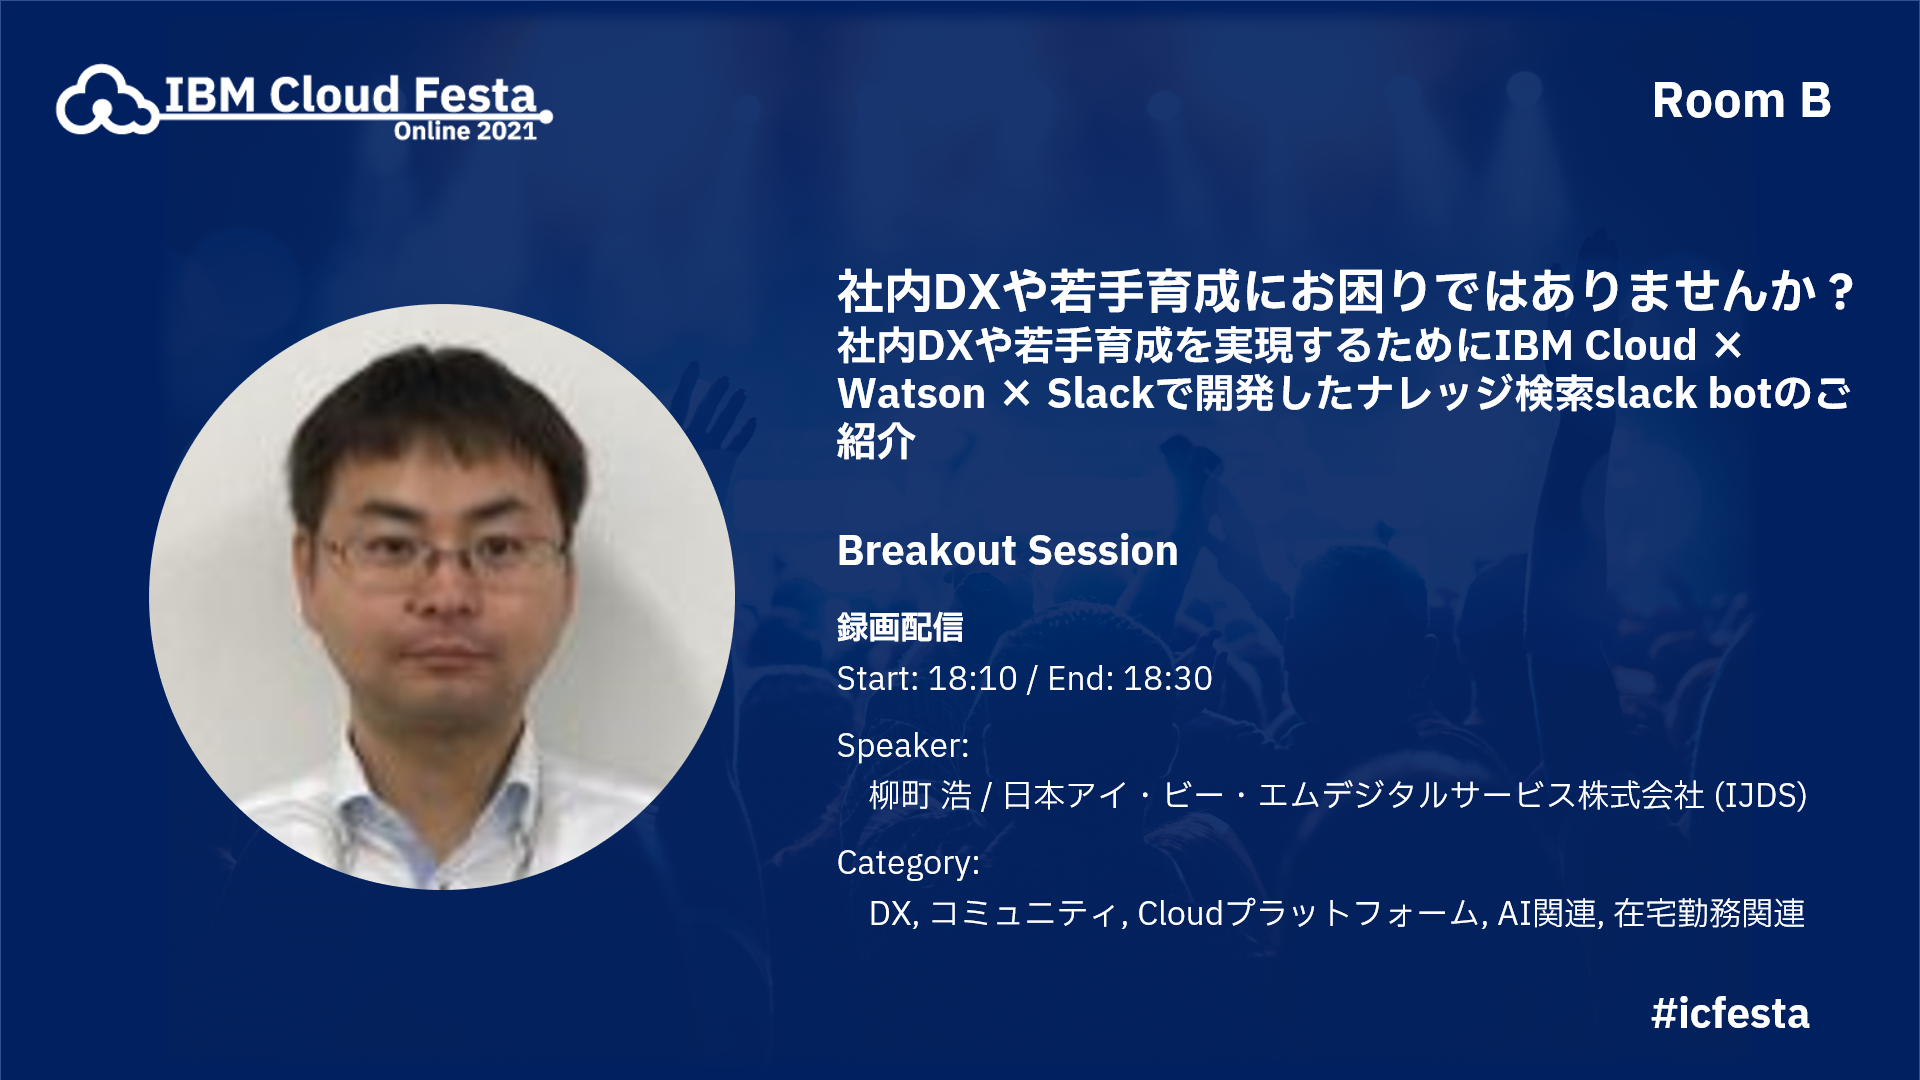 IBM Cloud Festa
Online 2021
Room B
社内DXや若手育成にお困りではありませんか？
社内DXや若手育成を実現するためにIBM Cloud ×
Watson × Slackで開発したナレッジ検索slack botのご
紹介
Breakout Session
録画配信
Start: 18:10 / End: 18:30
Speaker:
柳町 浩 / 日本アイ・ビー・エムデジタルサービス株式会社 (IJDS)
Category:
DX, コミュニティ, Cloudプラットフォーム, AI関連, 在宅勤務関連
#icfesta